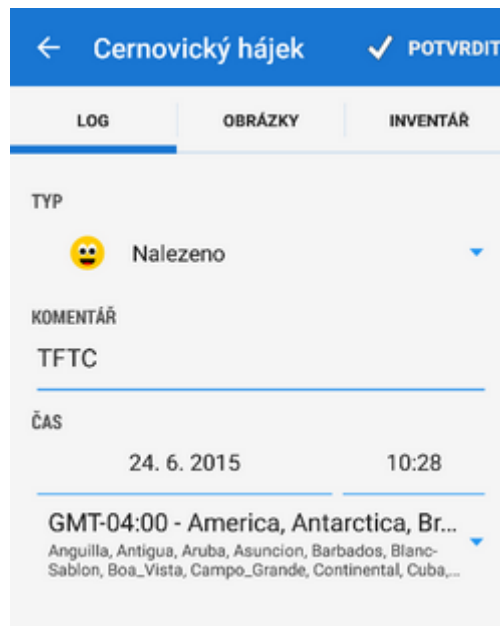 Cernovický hájek POTVRDIT
LOG OBRÁZKY INVENTÁŘ
TYP
Nalezeno
KOMENTÁŘ
TFTC
ČAS
24. 6. 2015 10:28
GMT-04:00 - America, Antarctica, Br...
Anguilla, Antigua, Aruba, Asuncion, Barbados, Blanc-
Sablon, Boa_Vista, Campo_Grande, Continental, Cuba,...